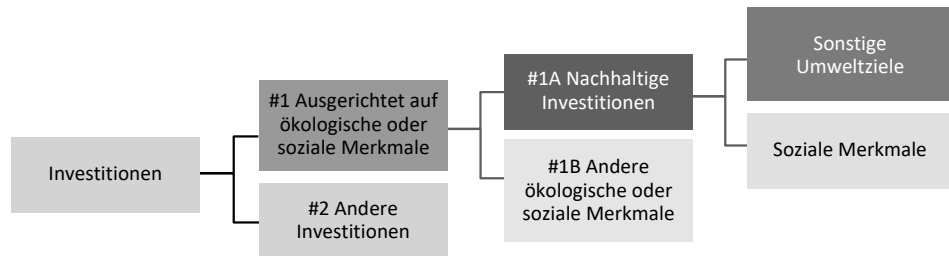 Investitionen
#1 Ausgerichtet auf
ökologische oder
soziale Merkmale
#2 Andere
Investitionen
#1A Nachhaltige
Investitionen
#1B Andere
ökologische oder
soziale Merkmale
Sonstige
Umweltziele
Soziale Merkmale